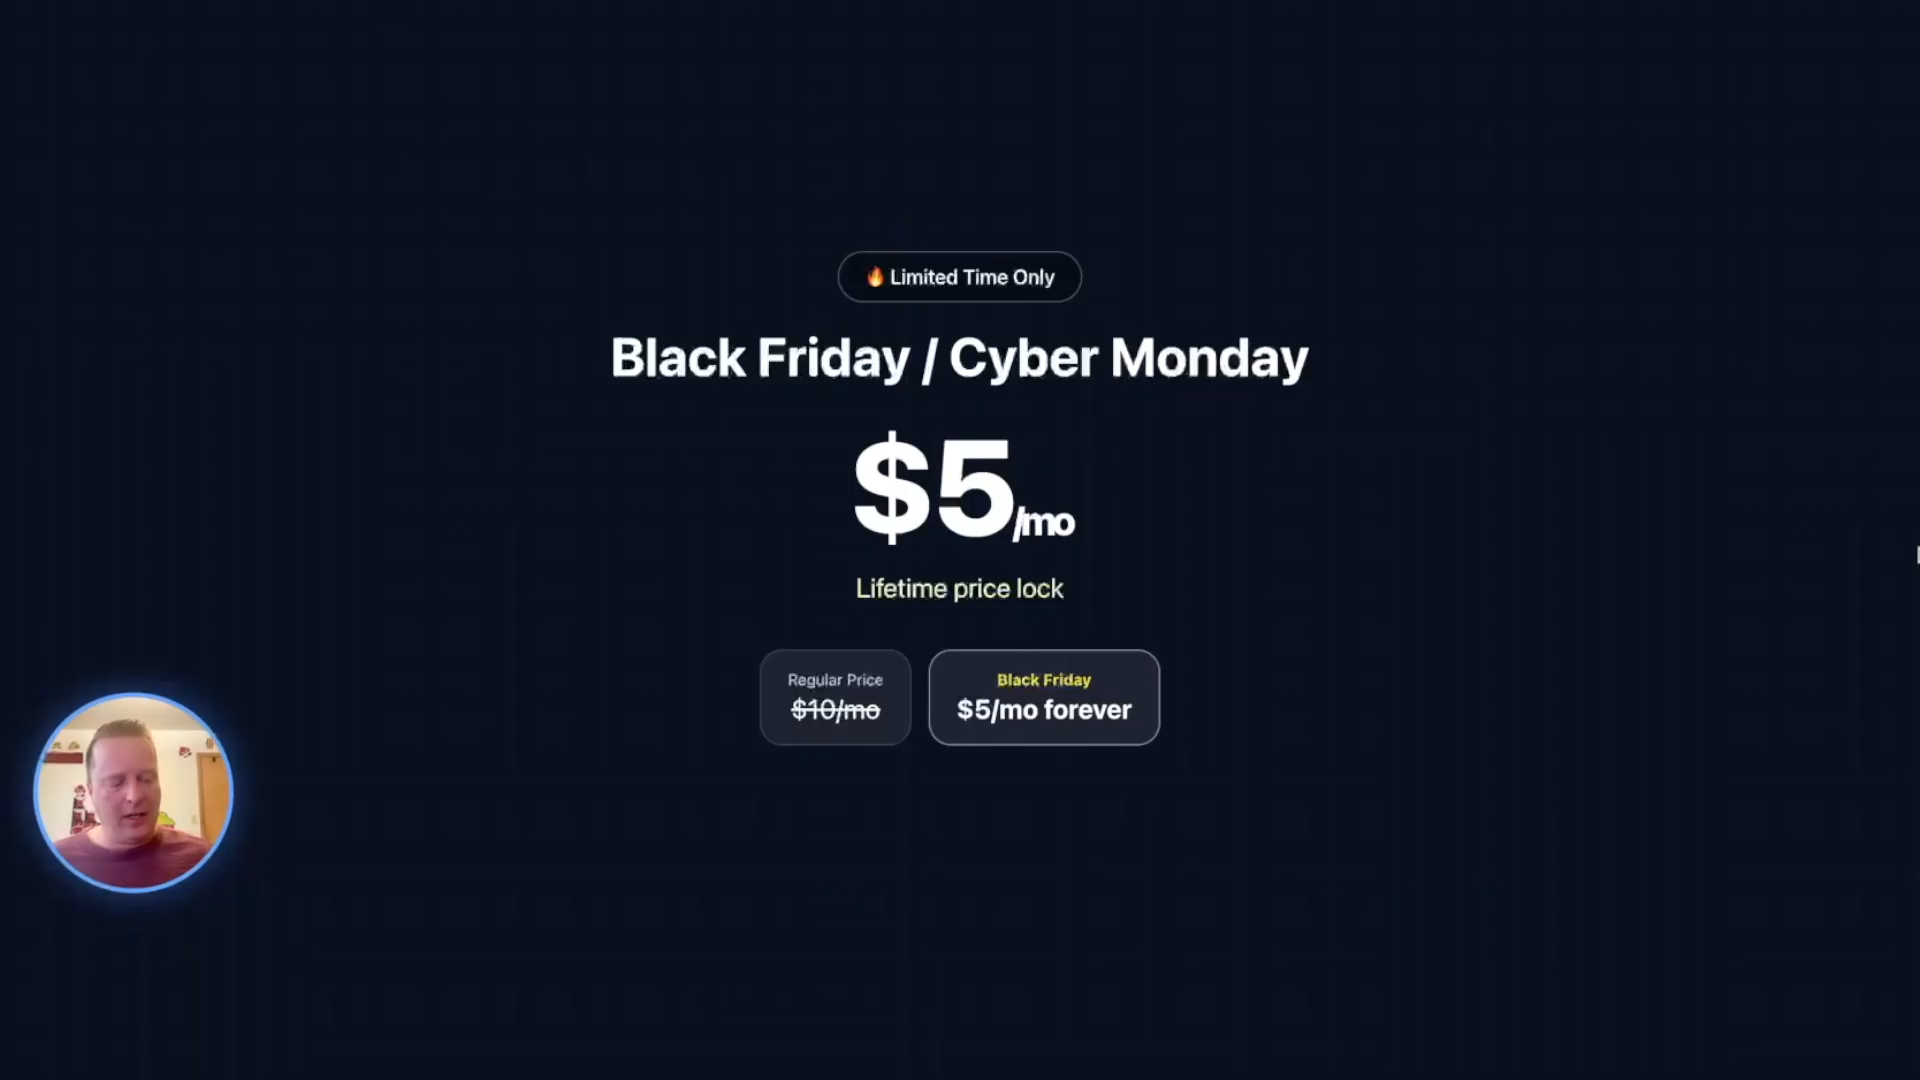 🔥 Limited Time Only
Black Friday / Cyber Monday
$5/mo
Lifetime price lock
Regular Price
$10/mo
Black Friday
$5/mo forever